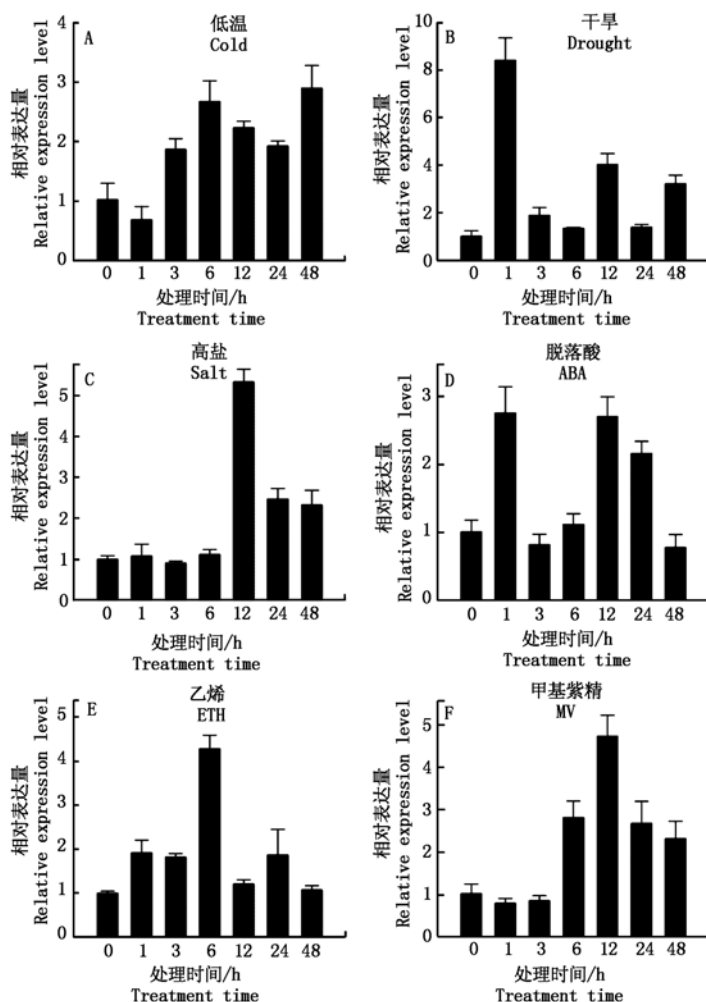 A
低温
Cold
相对表达量
Relative expression level
4
3
2
1
0
0 1 3 6 12 24 48
处理时间/h
Treatment time
B
干旱
Drought
相对表达量
Relative expression level
10
8
6
4
2
0
0 1 3 6 12 24 48
处理时间/h
Treatment time
C
高盐
Salt
相对表达量
Relative expression level
5
4
3
2
1
0
0 1 3 6 12 24 48
处理时间/h
Treatment time
D
脱落酸
ABA
相对表达量
Relative expression level
3
2
1
0
0 1 3 6 12 24 48
处理时间/h
Treatment time
E
乙烯
ETH
相对表达量
Relative expression level
5
4
3
2
1
0
0 1 3 6 12 24 48
处理时间/h
Treatment time
F
甲基紫精
MV
相对表达量
Relative expression level
5
4
3
2
1
0
0 1 3 6 12 24 48
处理时间/h
Treatment time